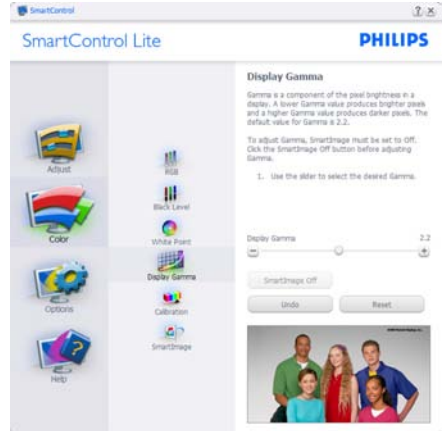 SmartControl
SmartControl Lite
PHILIPS
Adjust
Color
Options
Help
RGB
Black Level
White Point
Display Gamma
Calibration
SmartImage
Display Gamma
Gamma is a component of the pixel brightness in a
display. A lower Gamma value produces brighter pixels
and a higher Gamma value produces darker pixels. The
default value for Gamma is 2.2.
To adjust Gamma, SmartImage must be set to Off.
Click the SmartImage Off button before adjusting
Gamma.
1. Use the slider to select the desired Gamma.
Display Gamma 2.2
SmartImage Off
Undo Reset